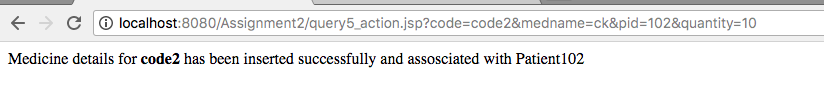 localhost:8080/Assignment2/query5_action.jsp?code=code2&medname=ck&pid=102&quantity=10
Medicine details for code2 has been inserted successfully and assosciated with Patient102